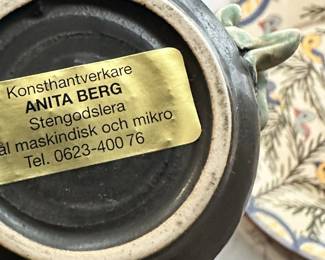 Konsthantverkare
ANITA BERG
Stengodslera
ål maskindisk och mikro
Tel. 0623-400 76